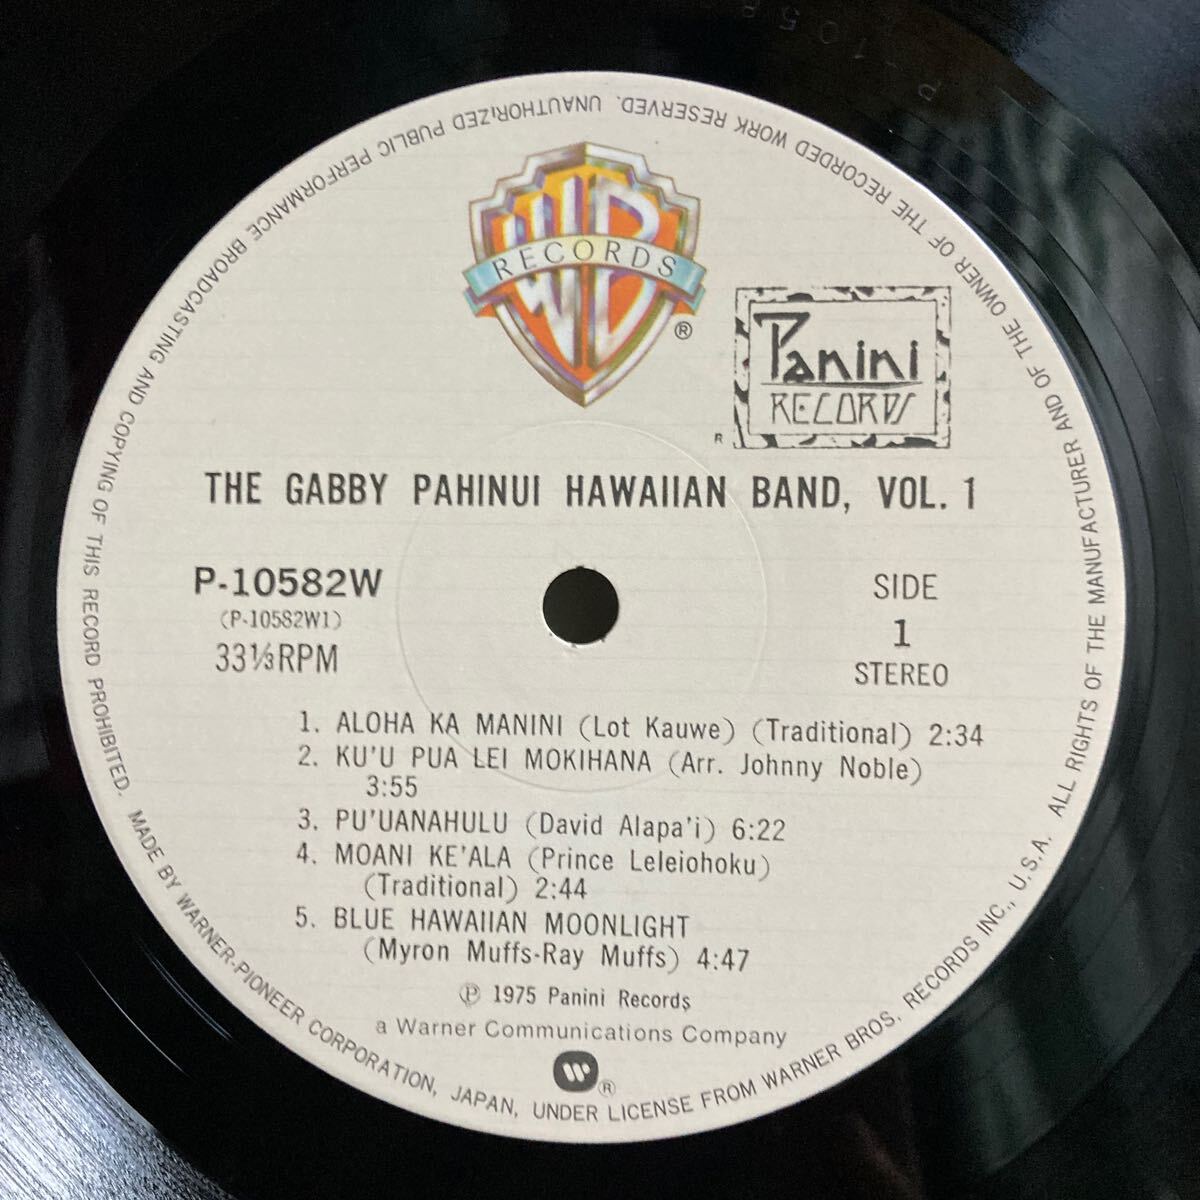 WB
RECORDS
®
Panini
RECORDS
R
THE GABBY PAHINUI HAWAIIAN BAND, VOL. 1
P-10582W
(P-10582W1)
33⅓RPM
SIDE
1
STEREO
1. ALOHA KA MANINI (Lot Kauwe) (Traditional) 2:34
2. KU'U PUA LEI MOKIHANA (Arr. Johnny Noble)
3:55
3. PU'UANAHULU (David Alapa'i) 6:22
4. MOANI KE'ALA (Prince Leleiohoku)
(Traditional) 2:44
5. BLUE HAWAIIAN MOONLIGHT
(Myron Muffs-Ray Muffs) 4:47
℗ 1975 Panini Records
a Warner Communications Company
W
®
MADE BY WARNER-PIONEER CORPORATION, JAPAN, UNDER LICENSE FROM WARNER BROS. RECORDS INC., U.S.A. ALL RIGHTS OF THE MANUFACTURER AND OF THE OWNER OF THE RECORDED WORK RESERVED. UNAUTHORIZED PUBLIC PERFORMANCE BROADCASTING AND COPYING OF THIS RECORD PROHIBITED.